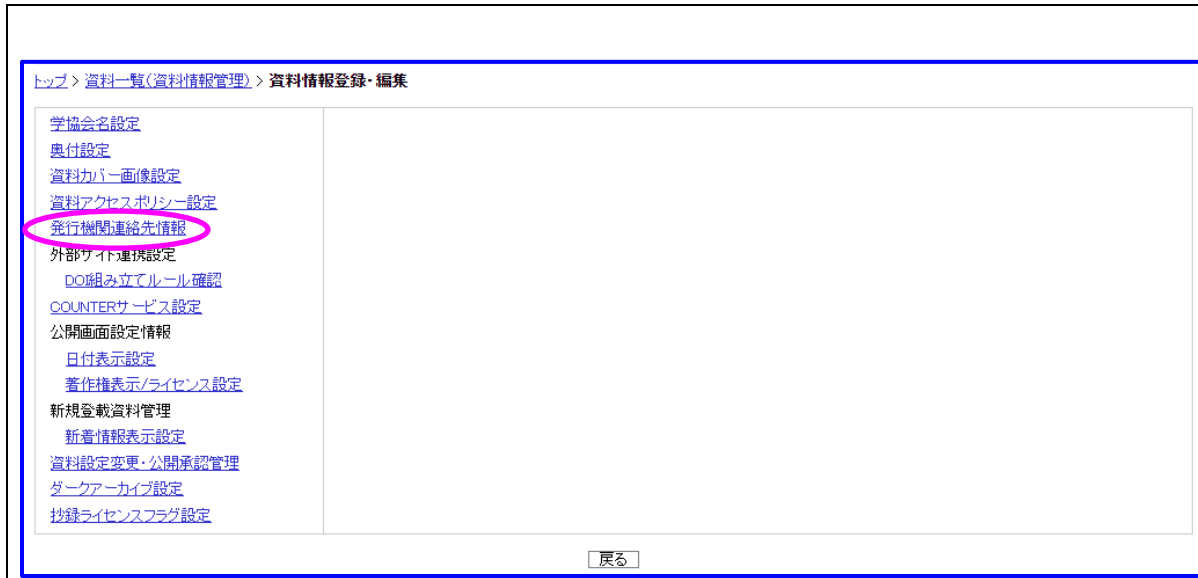 トップ > 資料一覧(資料情報管理) > 資料情報登録・編集
学協会名設定
奥付設定
資料カバー画像設定
資料アクセスポリシー設定
発行機関連絡先情報
外部サイト連携設定
DOI組み立てルール確認
COUNTERサービス設定
公開画面設定情報
日付表示設定
著作権表示/ライセンス設定
新規登載資料管理
新着情報表示設定
資料設定変更・公開承認管理
ダークアーカイブ設定
抄録ライセンスフラグ設定
戻る